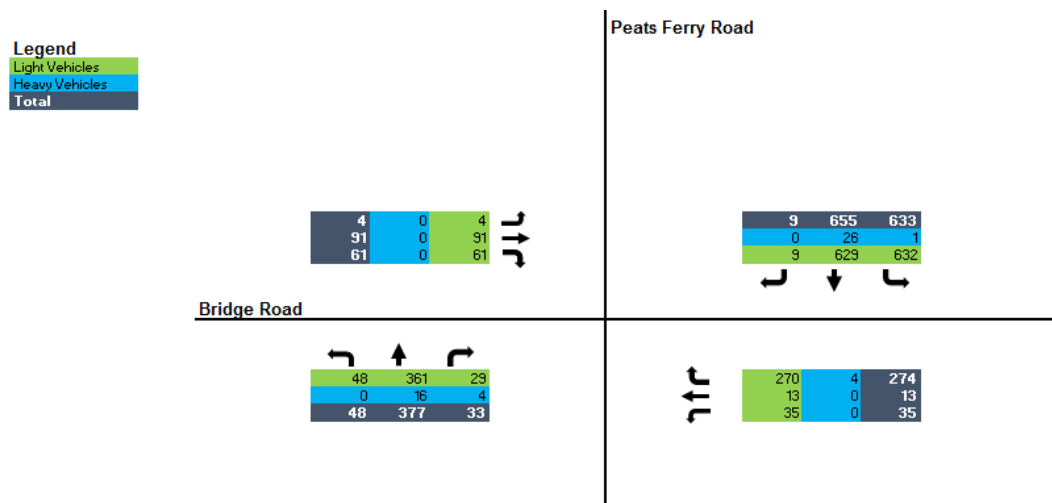 Peats Ferry Road
Legend
Light Vehicles
Heavy Vehicles
Total
4 0 4
91 0 91
61 0 61
9 655 633
0 26 1
9 629 632
Bridge Road
48 361 29
0 16 4
48 377 33
270 4 274
13 0 13
35 0 35